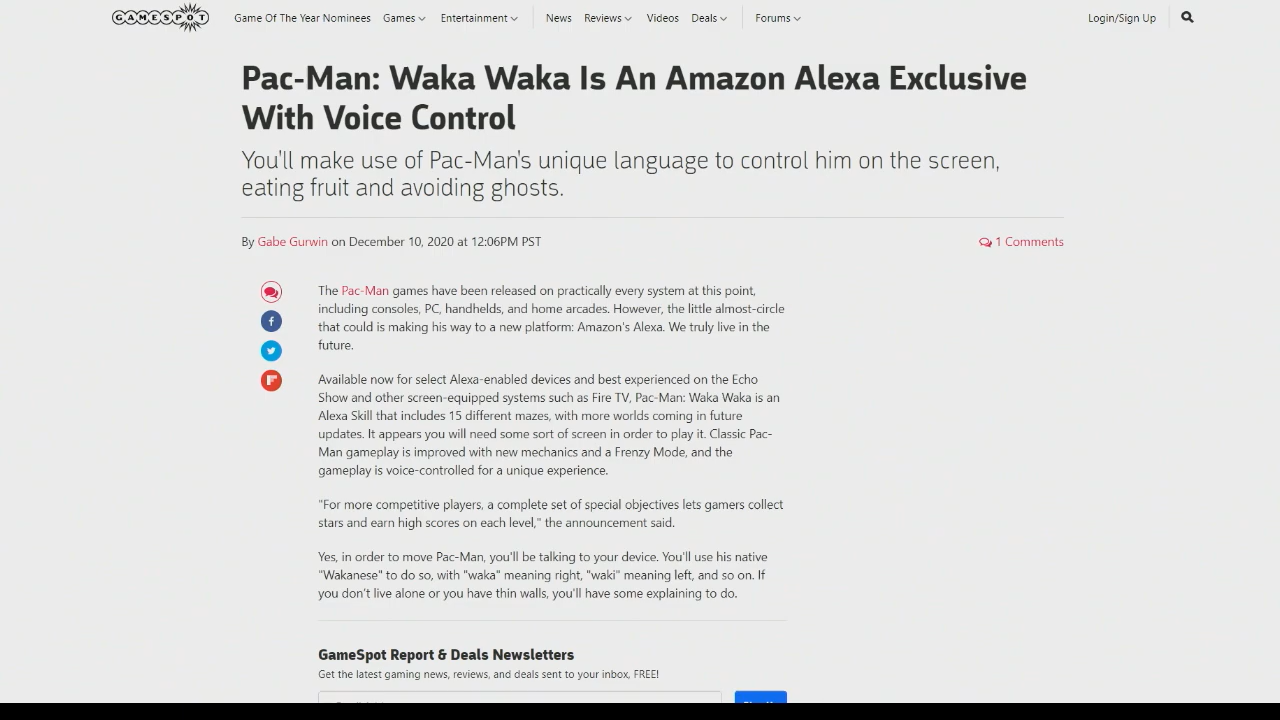 GAMESPOT Game Of The Year Nominees Games Entertainment News Reviews Videos Deals Forums Login/Sign Up
Pac-Man: Waka Waka Is An Amazon Alexa Exclusive
With Voice Control
You'll make use of Pac-Man's unique language to control him on the screen,
eating fruit and avoiding ghosts.
By Gabe Gurwin on December 10, 2020 at 12:06PM PST 1 Comments
The Pac-Man games have been released on practically every system at this point,
including consoles, PC, handhelds, and home arcades. However, the little almost-circle
that could is making his way to a new platform: Amazon's Alexa. We truly live in the
future.
Available now for select Alexa-enabled devices and best experienced on the Echo
Show and other screen-equipped systems such as Fire TV, Pac-Man: Waka Waka is an
Alexa Skill that includes 15 different mazes, with more worlds coming in future
updates. It appears you will need some sort of screen in order to play it. Classic Pac-
Man gameplay is improved with new mechanics and a Frenzy Mode, and the
gameplay is voice-controlled for a unique experience.
"For more competitive players, a complete set of special objectives lets gamers collect
stars and earn high scores on each level," the announcement said.
Yes, in order to move Pac-Man, you'll be talking to your device. You'll use his native
"Wakanese" to do so, with "waka" meaning right, "waki" meaning left, and so on. If
you don't live alone or you have thin walls, you'll have some explaining to do.
GameSpot Report & Deals Newsletters
Get the latest gaming news, reviews, and deals sent to your inbox, FREE!